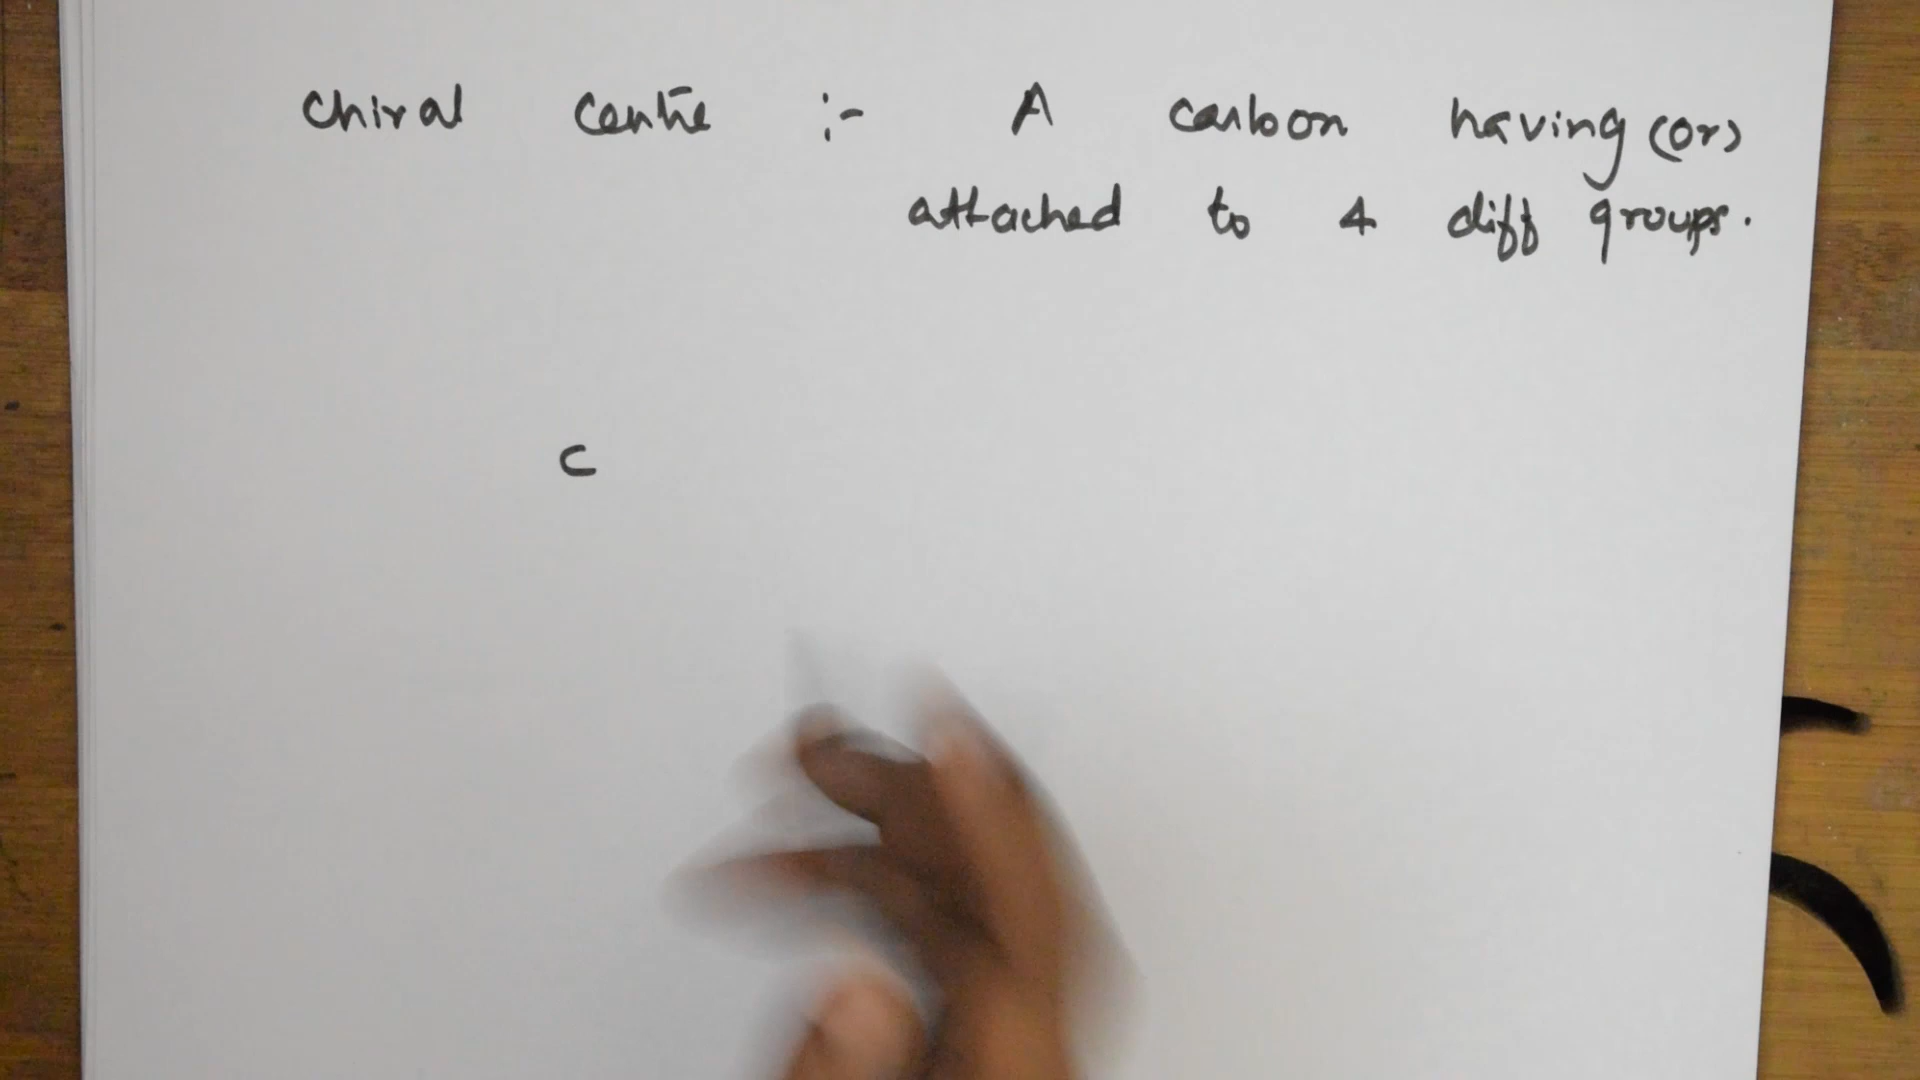 Chiral centre :- A carbon having (or)
attached to 4 diff groups.
C